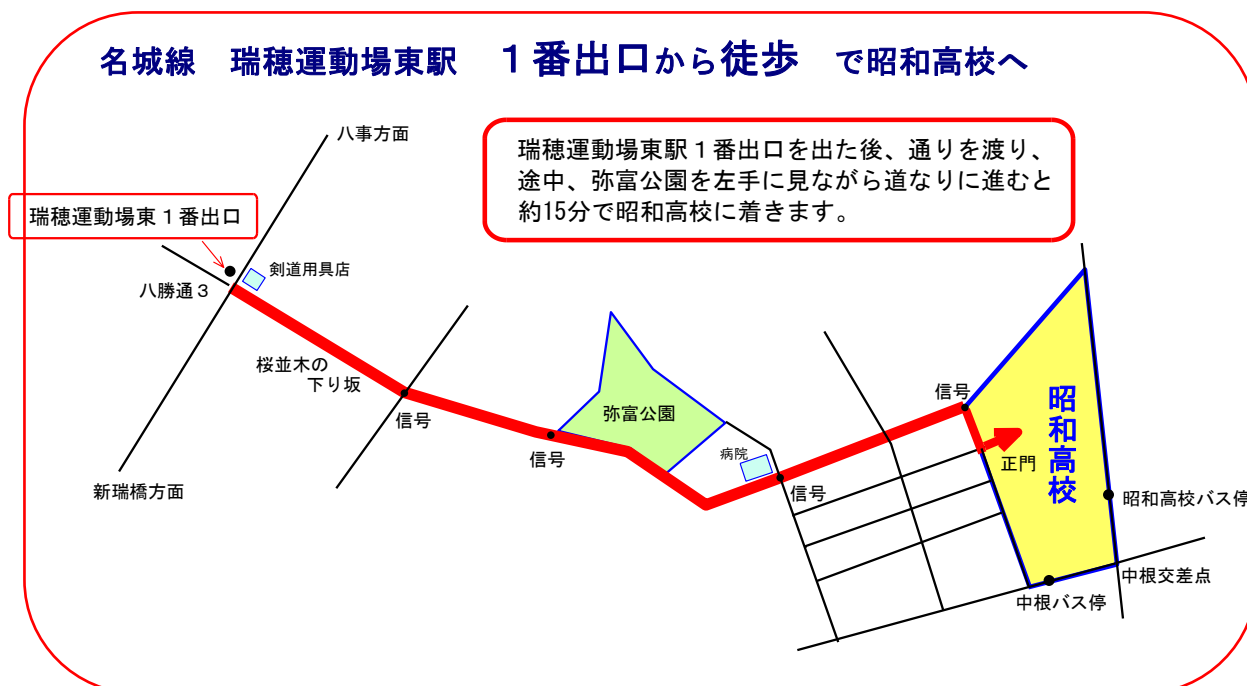 名城線　瑞穂運動場東駅　１番出口から徒歩　で昭和高校へ
八事方面
瑞穂運動場東駅１番出口を出た後、通りを渡り、
途中、弥富公園を左手に見ながら道なりに進むと
約15分で昭和高校に着きます。
瑞穂運動場東１番出口
剣道用具店
八勝通３
桜並木の
下り坂
信号
弥富公園
信号
病院
信号
信号
昭和高校
正門
新瑞橋方面
昭和高校バス停
中根交差点
中根バス停